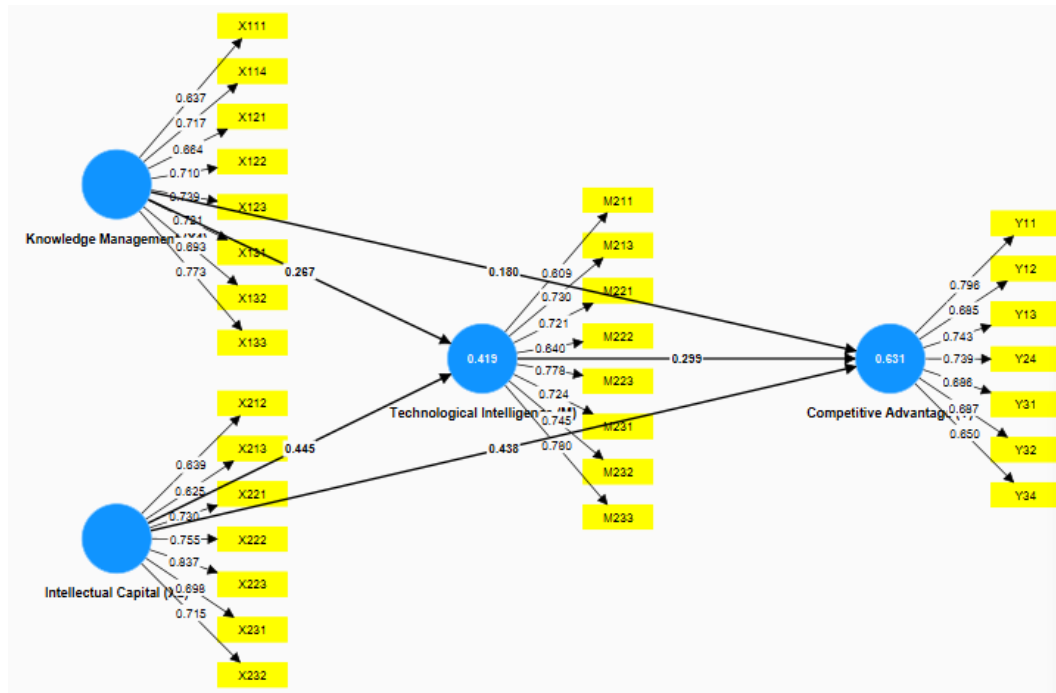 X111
X114
X121
X122
X123
X131
X132
X133
0.637
0.717
0.664
0.710
0.739
0.721
0.693
0.773
Knowledge Management
0.267
0.180
M211
M213
M221
M222
M223
M231
M232
M233
0.609
0.730
0.721
0.640
0.778
0.724
0.745
0.780
0.419
Technological Intelligence (M)
0.299
Y11
Y12
Y13
Y24
Y31
Y32
Y34
0.796
0.685
0.743
0.739
0.686
0.687
0.650
0.631
Competitive Advantage
X212
X213
X221
X222
X223
X231
X232
0.639
0.625
0.730
0.755
0.837
0.698
0.715
Intellectual Capital
0.445
0.438